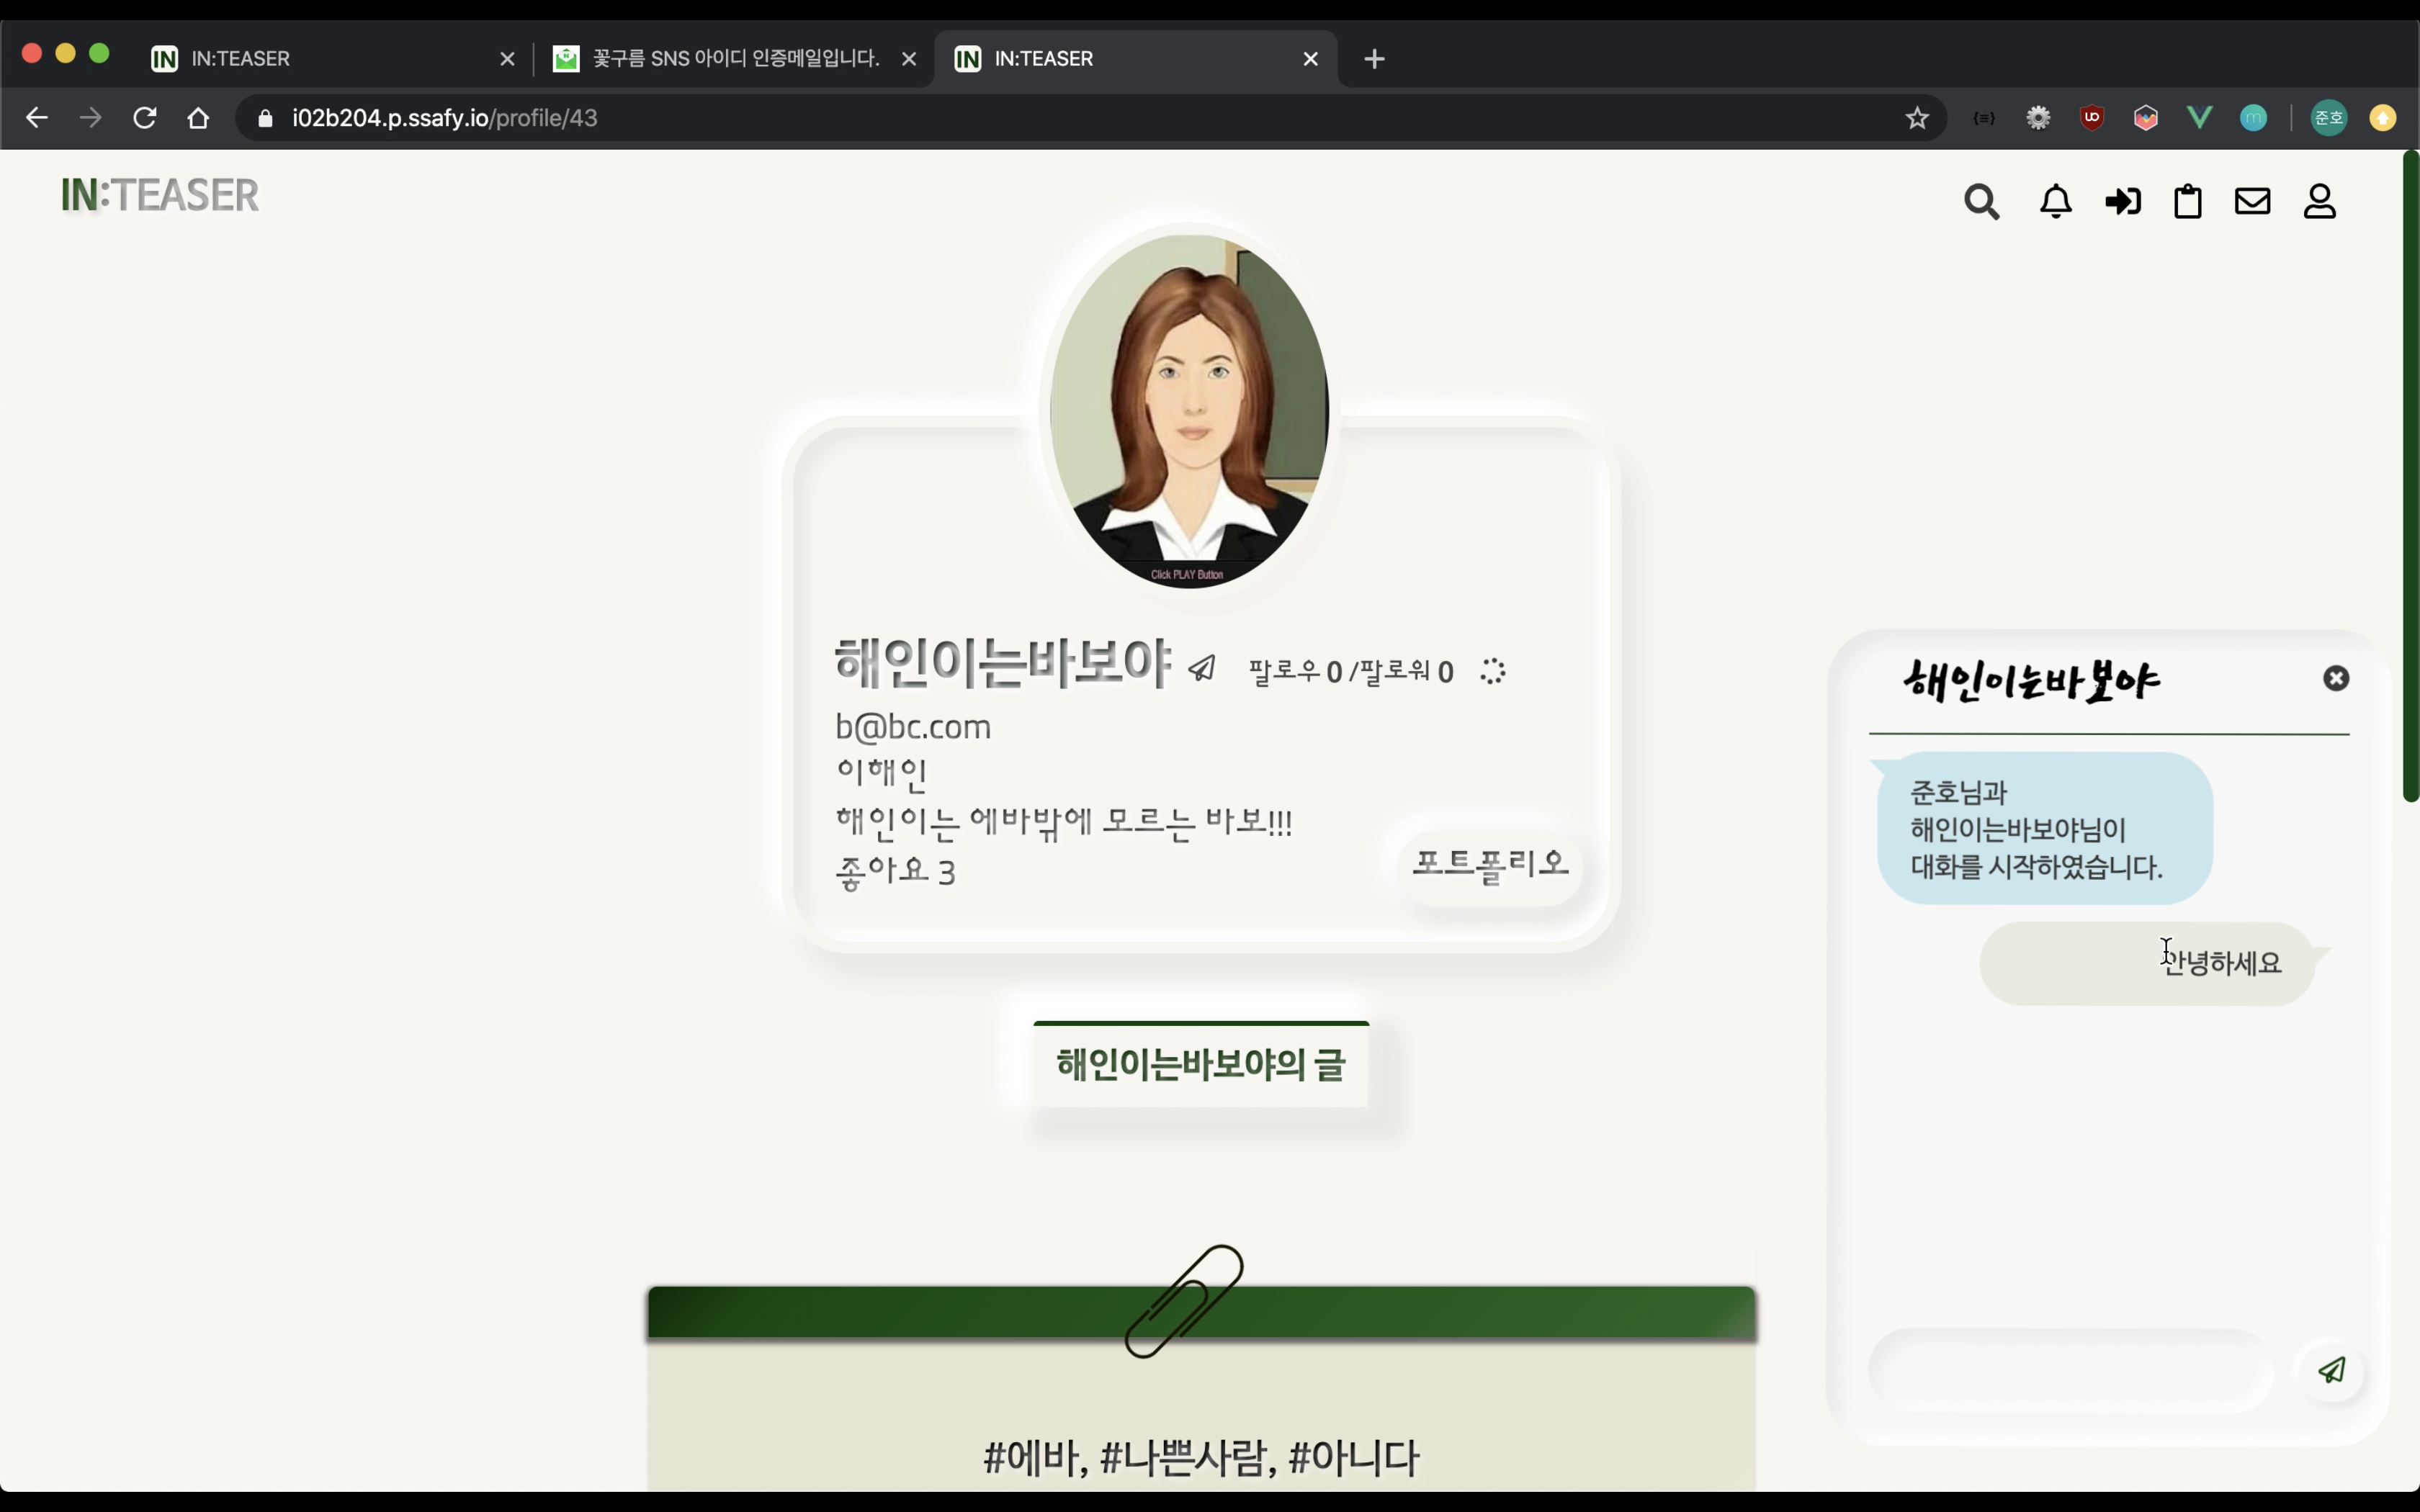 IN IN:TEASER
꽃구름 SNS 아이디 인증메일입니다.
IN IN:TEASER
i02b204.p.ssafy.io/profile/43
준호
IN:TEASER
Click PLAY Button
해인이는바보야 팔로우 0 /팔로워 0
b@bc.com
이해인
해인이는 에바밖에 모르는 바보!!!
좋아요 3
포트폴리오
해인이는바보야의 글
#에바, #나쁜사람, #아니다
해인이는바보야
준호님과
해인이는바보야님이
대화를 시작하였습니다.
안녕하세요